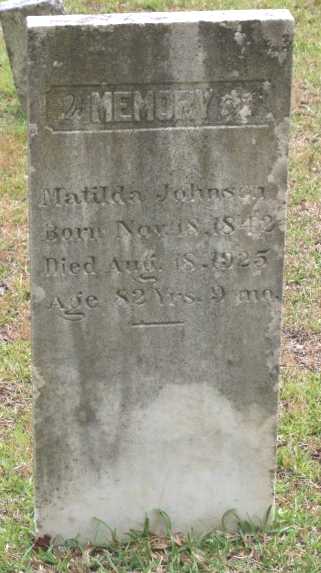 MEMORY
Matilda Johnson
Born Nov. 18, 1842
Died Aug. 18, 1925
Age 82 Yrs. 9 mo.